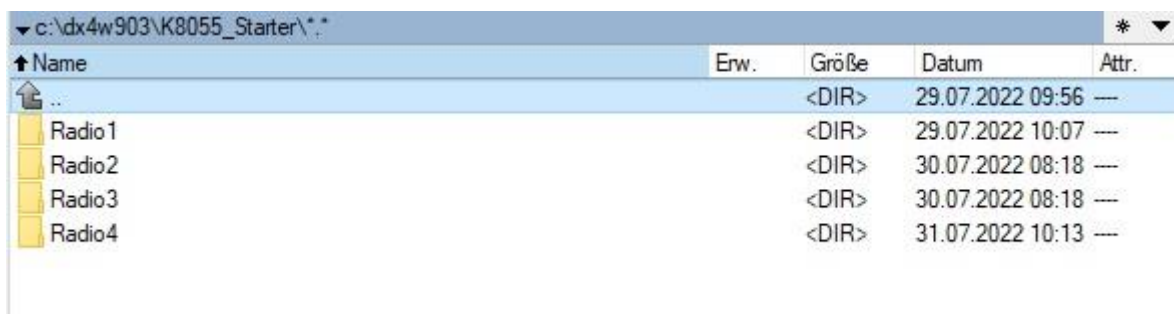 c:\dx4w903\K8055_Starter\*.* * 
Name Erw. Größe Datum Attr.
.. <DIR> 29.07.2022 09:56 ----
Radio1 <DIR> 29.07.2022 10:07 ----
Radio2 <DIR> 30.07.2022 08:18 ----
Radio3 <DIR> 30.07.2022 08:18 ----
Radio4 <DIR> 31.07.2022 10:13 ----